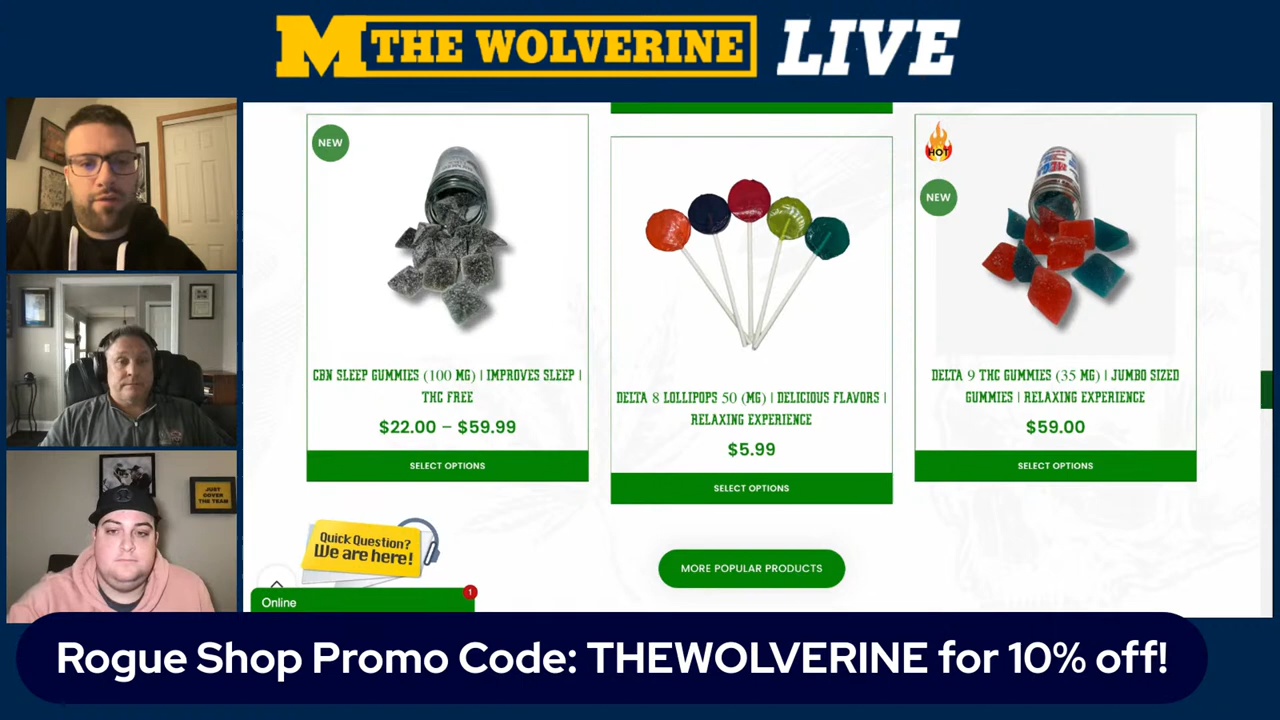 M THE WOLVERINE LIVE
NEW
CBN SLEEP GUMMIES (100 MG) | IMPROVES SLEEP |
THC FREE
$22.00 – $59.99
SELECT OPTIONS
DELTA 8 LOLLIPOPS 50 (MG) | DELICIOUS FLAVORS |
RELAXING EXPERIENCE
$5.99
SELECT OPTIONS
HOT
NEW
DELTA 9 THC GUMMIES (35 MG) | JUMBO SIZED
GUMMIES | RELAXING EXPERIENCE
$59.00
SELECT OPTIONS
JUST
COVER
THE TEAM
Quick Question?
We are here!
MORE POPULAR PRODUCTS
Online
1
Rogue Shop Promo Code: THEWOLVERINE for 10% off!